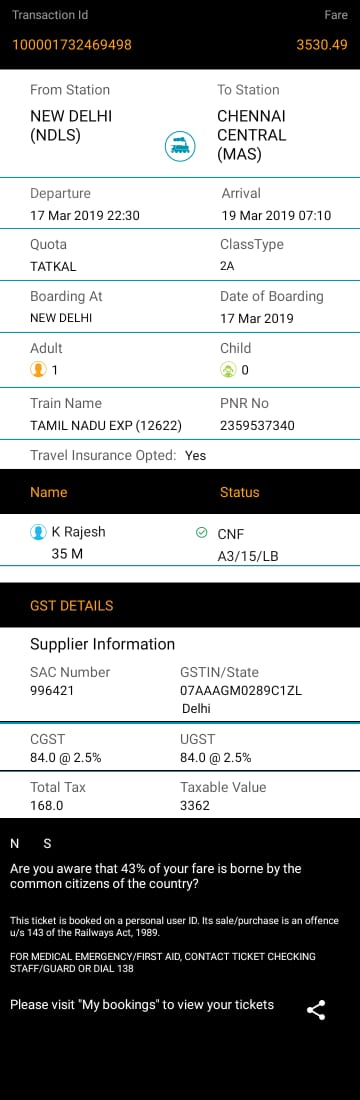 Transaction Id Fare
100001732469498 3530.49
From Station To Station
NEW DELHI CHENNAI
(NDLS) CENTRAL
(MAS)
Departure Arrival
17 Mar 2019 22:30 19 Mar 2019 07:10
Quota ClassType
TATKAL 2A
Boarding At Date of Boarding
NEW DELHI 17 Mar 2019
Adult Child
1 0
Train Name PNR No
TAMIL NADU EXP (12622) 2359537340
Travel Insurance Opted: Yes
Name Status
K Rajesh CNF
35 M A3/15/LB
GST DETAILS
Supplier Information
SAC Number GSTIN/State
996421 07AAAGM0289C1ZL
Delhi
CGST UGST
84.0 @ 2.5% 84.0 @ 2.5%
Total Tax Taxable Value
168.0 3362
N S
Are you aware that 43% of your fare is borne by the
common citizens of the country?
This ticket is booked on a personal user ID. Its sale/purchase is an offence
u/s 143 of the Railways Act, 1989.
FOR MEDICAL EMERGENCY/FIRST AID, CONTACT TICKET CHECKING
STAFF/GUARD OR DIAL 138
Please visit "My bookings" to view your tickets